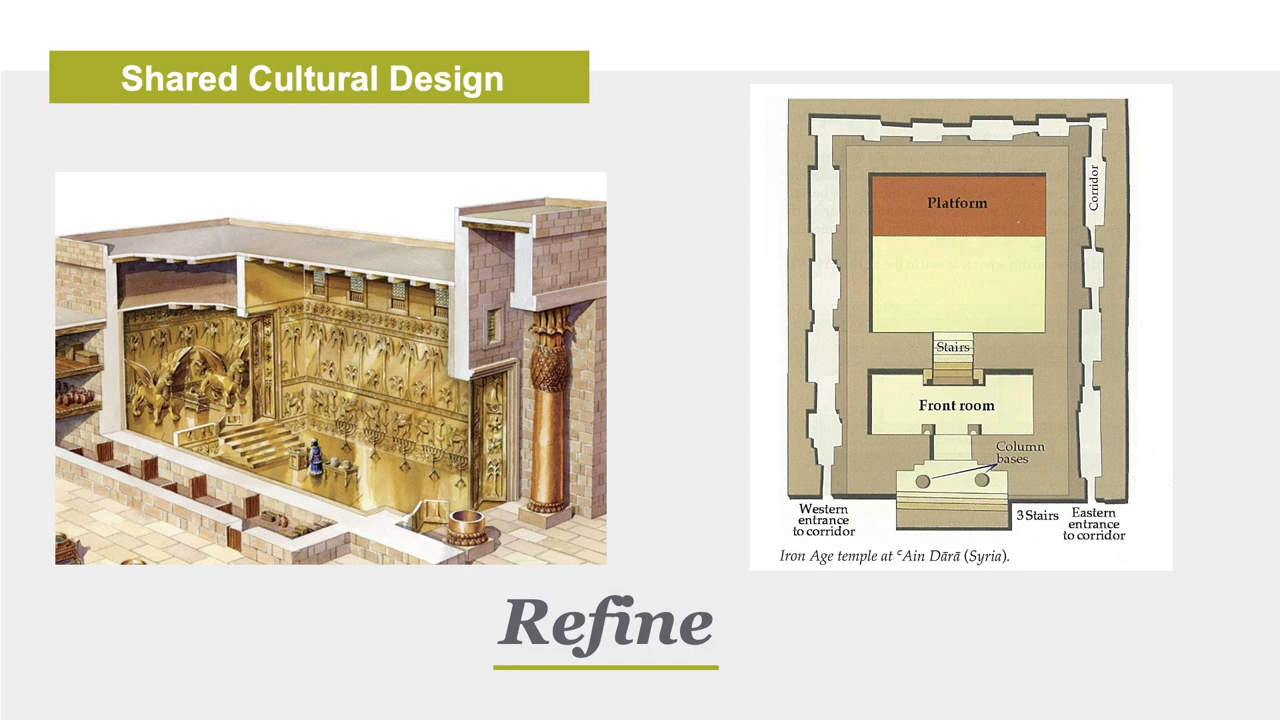 Shared Cultural Design
Platform
Corridor
Stairs
Front room
Column
bases
Western
entrance
to corridor
3 Stairs
Eastern
entrance
to corridor
Iron Age temple at ʿAin Dārā (Syria).
Refine